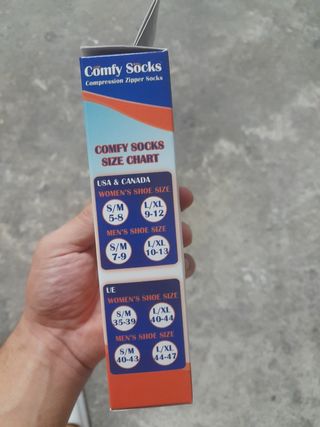 Comfy Socks
Compression Zipper Socks
COMFY SOCKS
SIZE CHART
USA & CANADA
WOMEN'S SHOE SIZE
S/M L/XL
5-8 9-12
MEN'S SHOE SIZE
S/M L/XL
7-9 10-13
UE
WOMEN'S SHOE SIZE
S/M L/XL
35-39 40-44
MEN'S SHOE SIZE
S/M L/XL
40-43 44-47